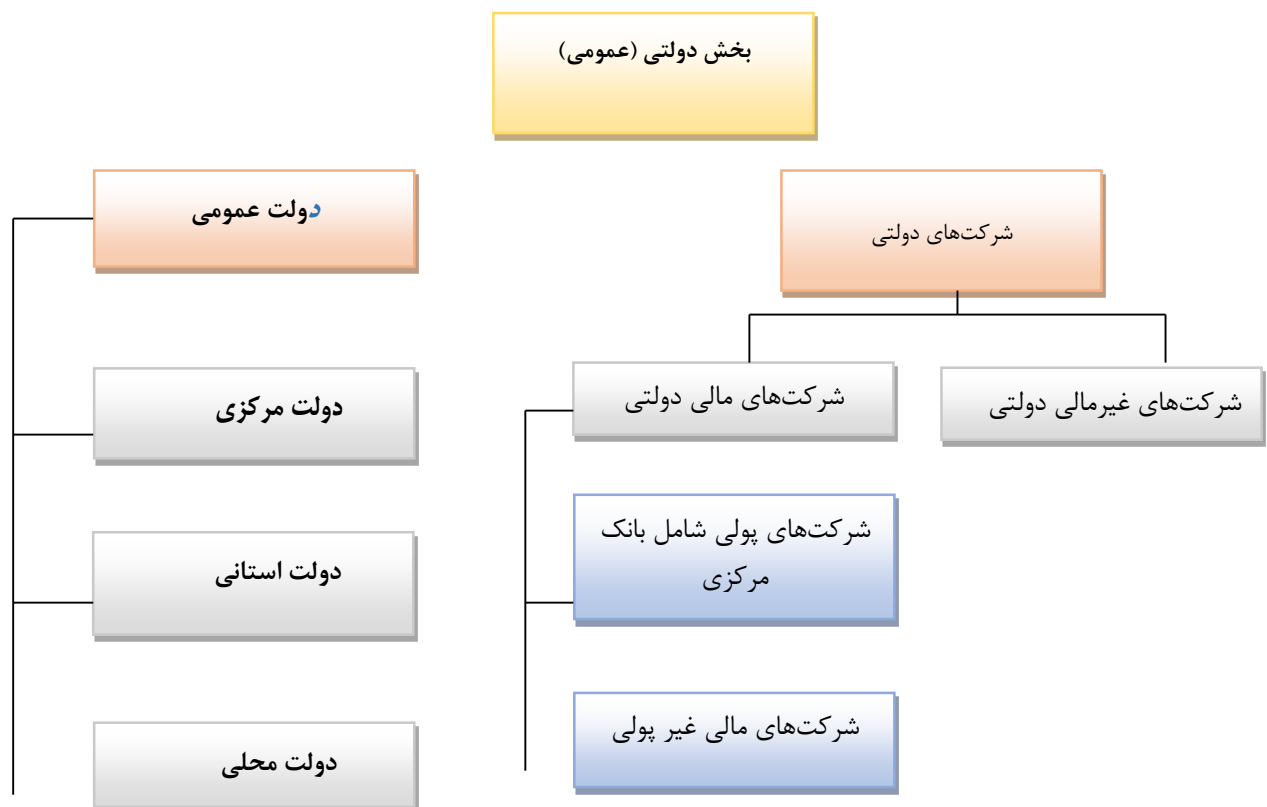 بخش دولتی (عمومی)
شرکت‌های دولتی
دولت عمومی
شرکت‌های غیرمالی دولتی
شرکت‌های مالی دولتی
دولت مرکزی
شرکت‌های پولی شامل بانک
مرکزی
دولت استانی
شرکت‌های مالی غیر پولی
دولت محلی